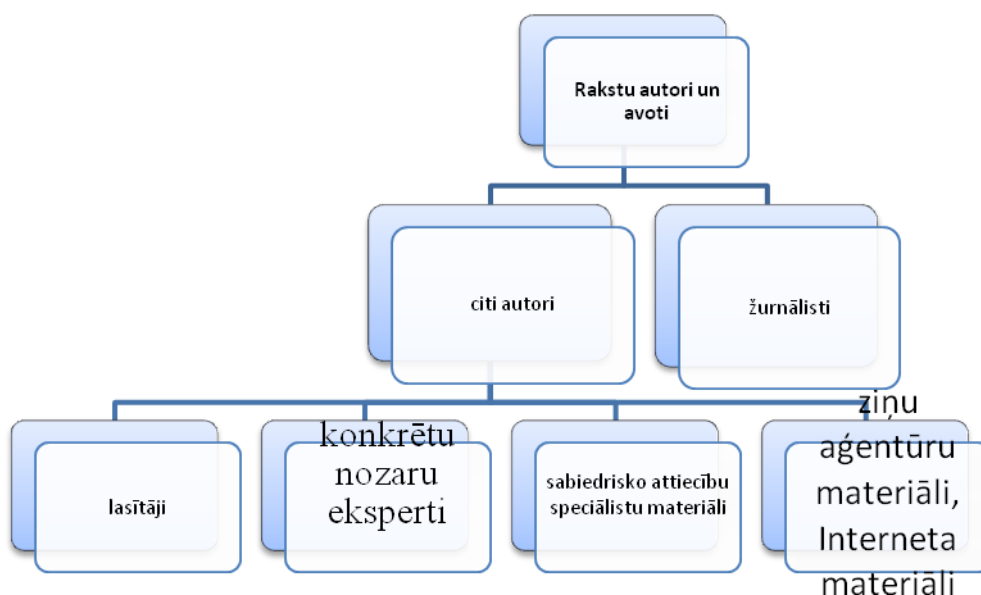 Rakstu autori un
avoti
citi autori
žurnālisti
lasītāji
konkrētu
nozaru
eksperti
sabiedrisko attiecību
speciālistu materiāli
ziņu
aģentūru
materiāli,
Interneta
materiāli